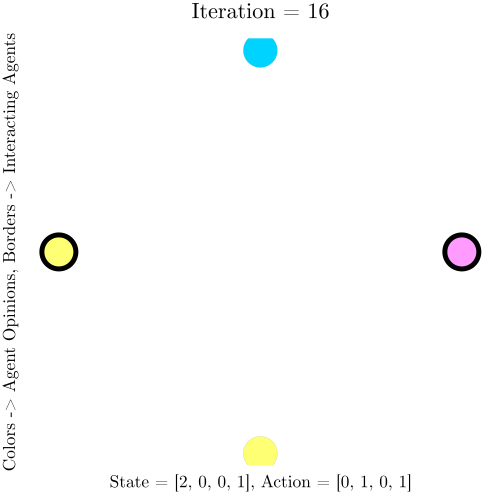 Iteration = 16
Colors -> Agent Opinions, Borders -> Interacting Agents
State = [2, 0, 0, 1], Action = [0, 1, 0, 1]